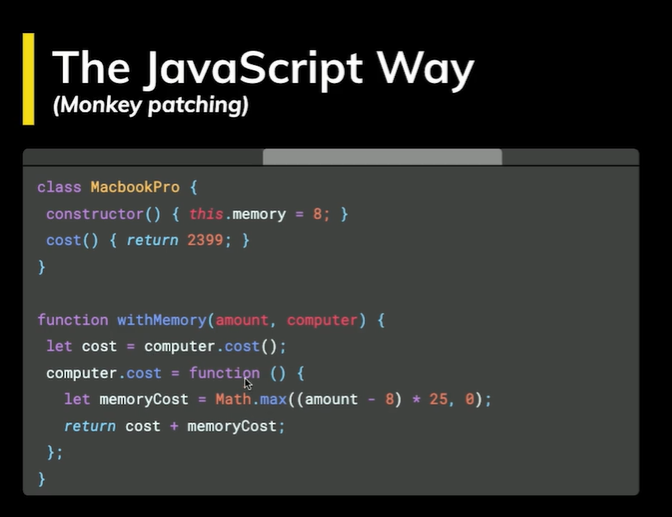 The JavaScript Way
(Monkey patching)
class MacbookPro {
constructor() { this.memory = 8; }
cost() { return 2399; }
}
function withMemory(amount, computer) {
let cost = computer.cost();
computer.cost = function () {
let memoryCost = Math.max((amount - 8) * 25, 0);
return cost + memoryCost;
};
}